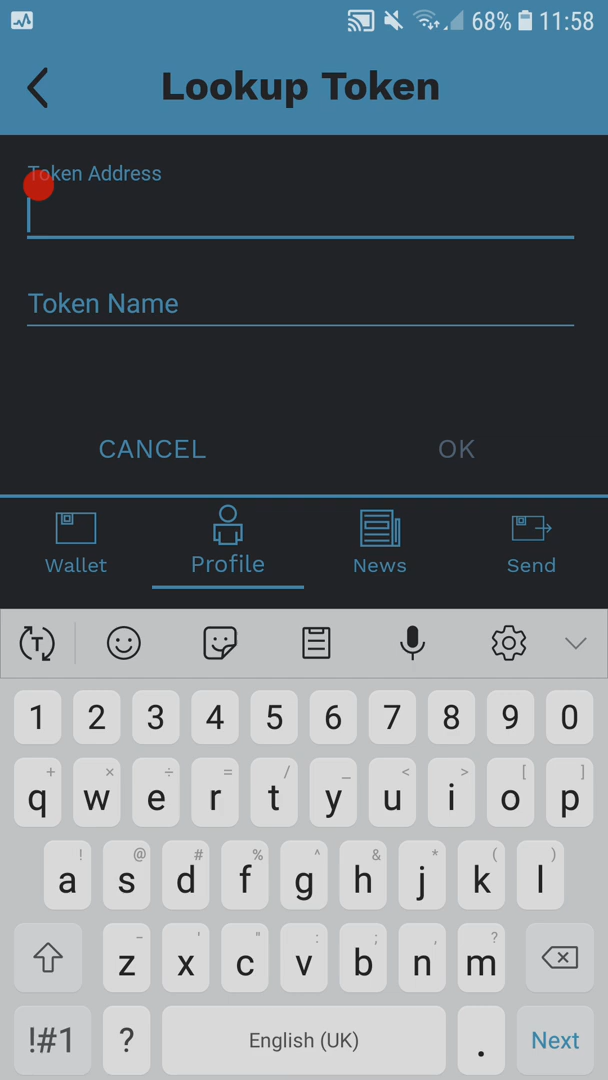 68% 11:58
Lookup Token
Token Address
Token Name
CANCEL OK
Wallet Profile News Send
T
1 2 3 4 5 6 7 8 9 0
+ × ÷ = / _ < > [ ]
q w e r t y u i o p
! @ # % ^ & * ( )
a s d f g h j k l
- ' " : ; , ?
z x c v b n m
!#1 ? English (UK) . Next